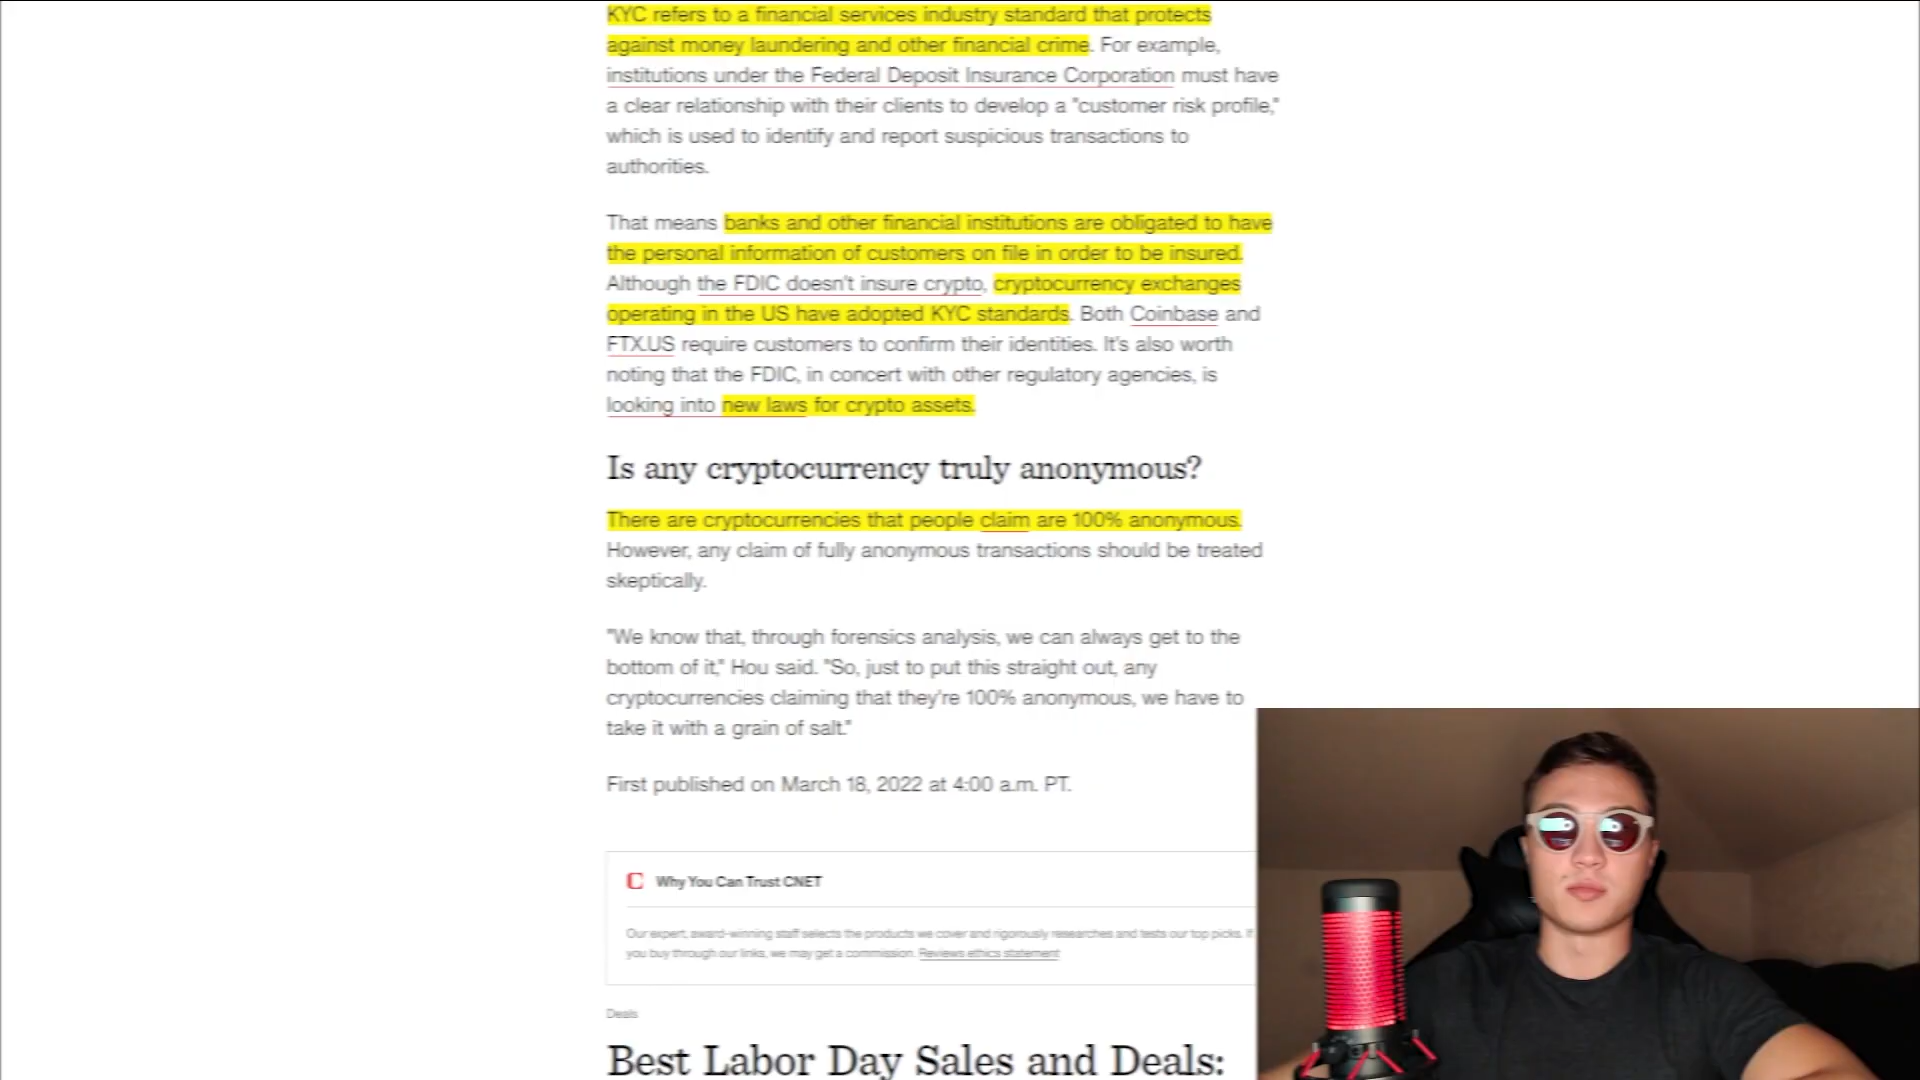 KYC refers to a financial services industry standard that protects
against money laundering and other financial crime. For example,
institutions under the Federal Deposit Insurance Corporation must have
a clear relationship with their clients to develop a "customer risk profile,"
which is used to identify and report suspicious transactions to
authorities.
That means banks and other financial institutions are obligated to have
the personal information of customers on file in order to be insured.
Although the FDIC doesn't insure crypto, cryptocurrency exchanges
operating in the US have adopted KYC standards. Both Coinbase and
FTX.US require customers to confirm their identities. It's also worth
noting that the FDIC, in concert with other regulatory agencies, is
looking into new laws for crypto assets.
Is any cryptocurrency truly anonymous?
There are cryptocurrencies that people claim are 100% anonymous.
However, any claim of fully anonymous transactions should be treated
skeptically.
"We know that, through forensics analysis, we can always get to the
bottom of it," Hou said. "So, just to put this straight out, any
cryptocurrencies claiming that they're 100% anonymous, we have to
take it with a grain of salt."
First published on March 18, 2022 at 4:00 a.m. PT.
C Why You Can Trust CNET
Our expert, award-winning staff selects the products we cover and rigorously researches and tests our top picks. If
you buy through our links, we may get a commission. Reviews ethics statement
Deals
Best Labor Day Sales and Deals: